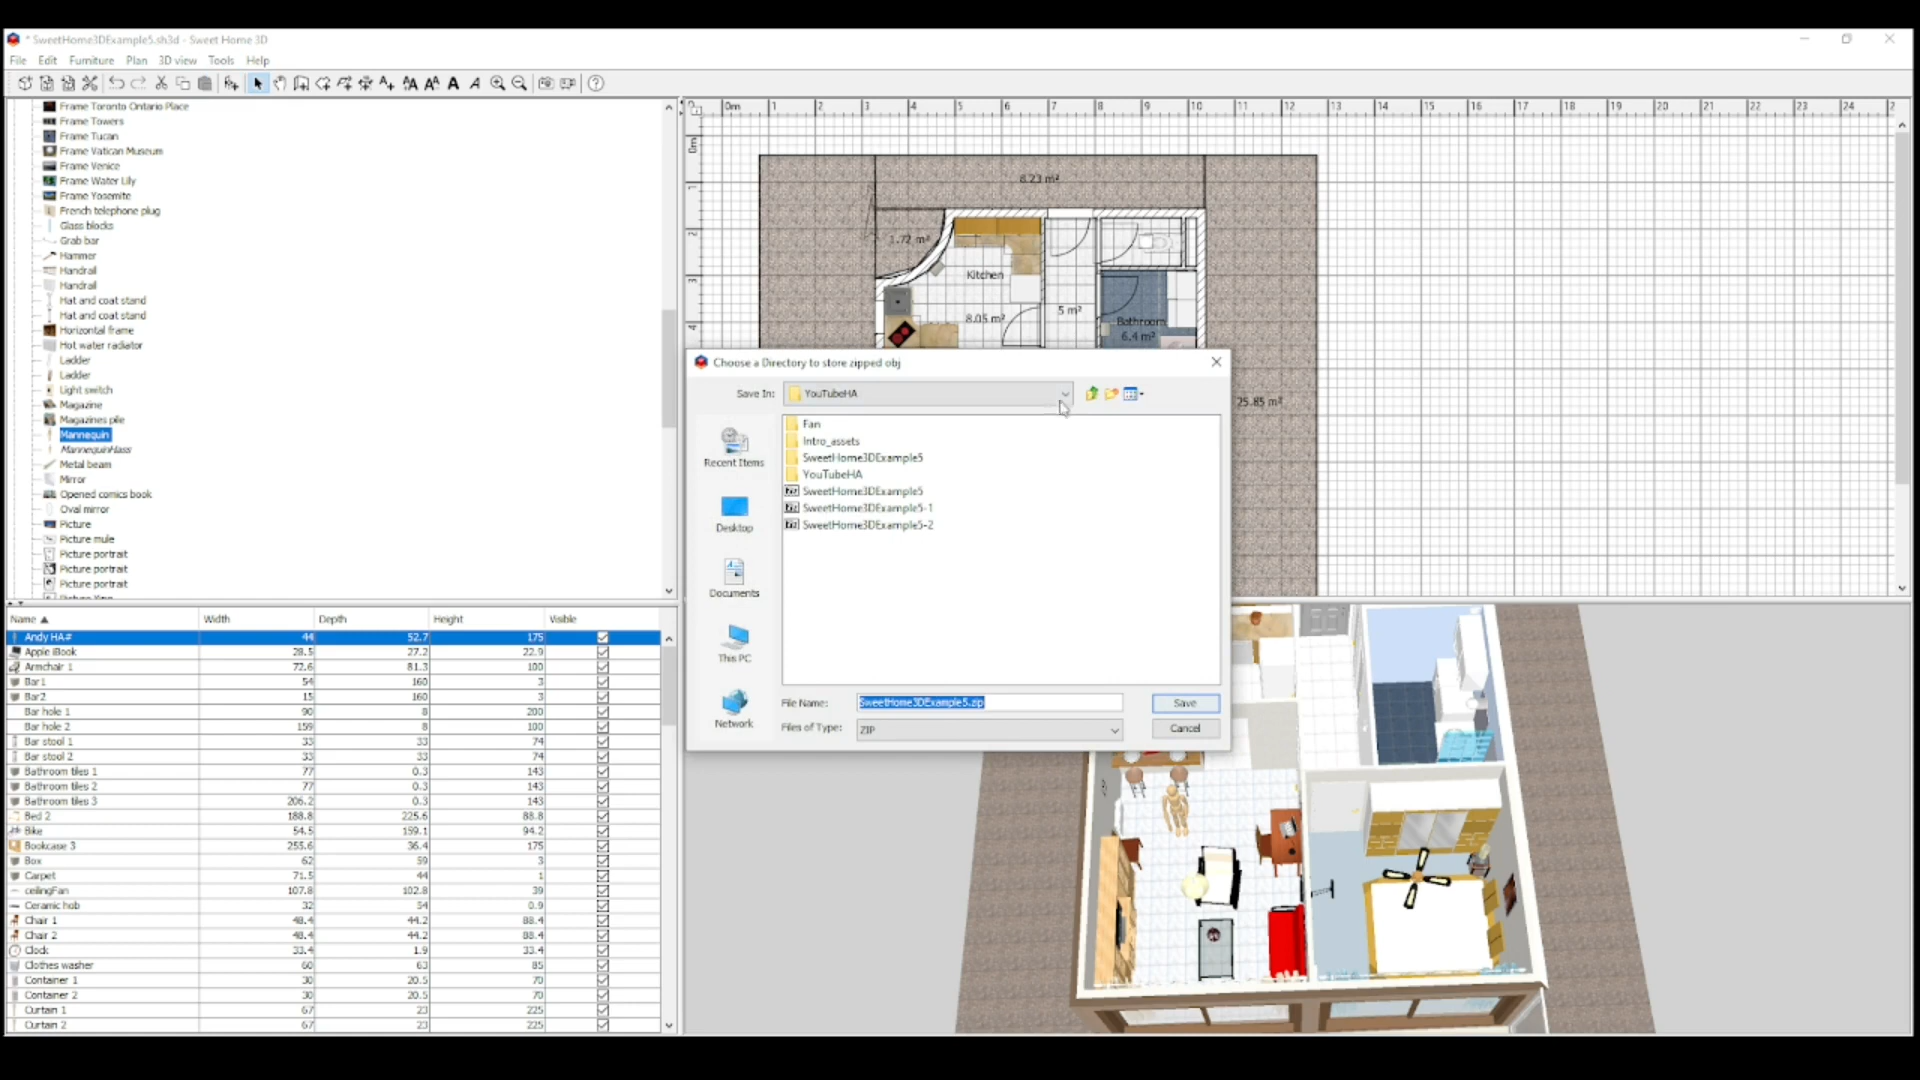 * SweetHome3DExample5.sh3d - Sweet Home 3D
File Edit Furniture Plan 3D view Tools Help
Frame Toronto Ontario Place
Frame Towers
Frame Tucan
Frame Vatican Museum
Frame Venice
Frame Water Lily
Frame Yosemite
French telephone plug
Glass blocks
Grab bar
Hammer
Handrail
Handrail
Hat and coat stand
Hat and coat stand
Horizontal frame
Hot water radiator
Ladder
Ladder
Light switch
Magazine
Magazines pile
Mannequin
MannequinHass
Metal beam
Mirror
Opened comics book
Oval mirror
Picture
Picture mule
Picture portrait
Picture portrait
Picture portrait
Name Width Depth Height Visible
Andy HA# 44 52.7 175
Apple iBook 28.5 27.2 22.9
Armchair 1 72.6 81.3 100
Bar1 54 160 3
Bar2 15 160 3
Bar hole 1 90 8 200
Bar hole 2 159 8 100
Bar stool 1 33 33 74
Bar stool 2 33 33 74
Bathroom tiles 1 77 0.3 143
Bathroom tiles 2 77 0.3 143
Bathroom tiles 3 206.2 0.3 143
Bed 2 188.8 225.6 88.8
Bike 54.5 159.1 94.2
Bookcase 3 255.6 36.4 175
Box 62 59 3
Carpet 71.5 44 1
ceilingFan 107.8 102.8 39
Ceramic hob 32 54 0.9
Chair 1 48.4 44.2 88.4
Chair 2 48.4 44.2 88.4
Clock 33.4 1.9 33.4
Clothes washer 60 63 85
Container 1 30 20.5 70
Container 2 30 20.5 70
Curtain 1 67 23 225
Curtain 2 67 23 225
0m 1 2 3 4 5 6 7 8 9 10 11 12 13 14 15 16 17 18 19 20 21 22 23 24 2
0m
1
2
3
4
8.23 m²
1.72 m²
Kitchen
8.05 m²
5 m²
Bathroom
6.4 m²
25.85 m²
Choose a Directory to store zipped obj
Save In: YouTubeHA
Recent Items
Desktop
Documents
This PC
Network
Fan
Intro_assets
SweetHome3DExample5
YouTubeHA
SweetHome3DExample5
SweetHome3DExample5-1
SweetHome3DExample5-2
File Name: SweetHome3DExample5.zip
Save
Files of Type: ZIP
Cancel